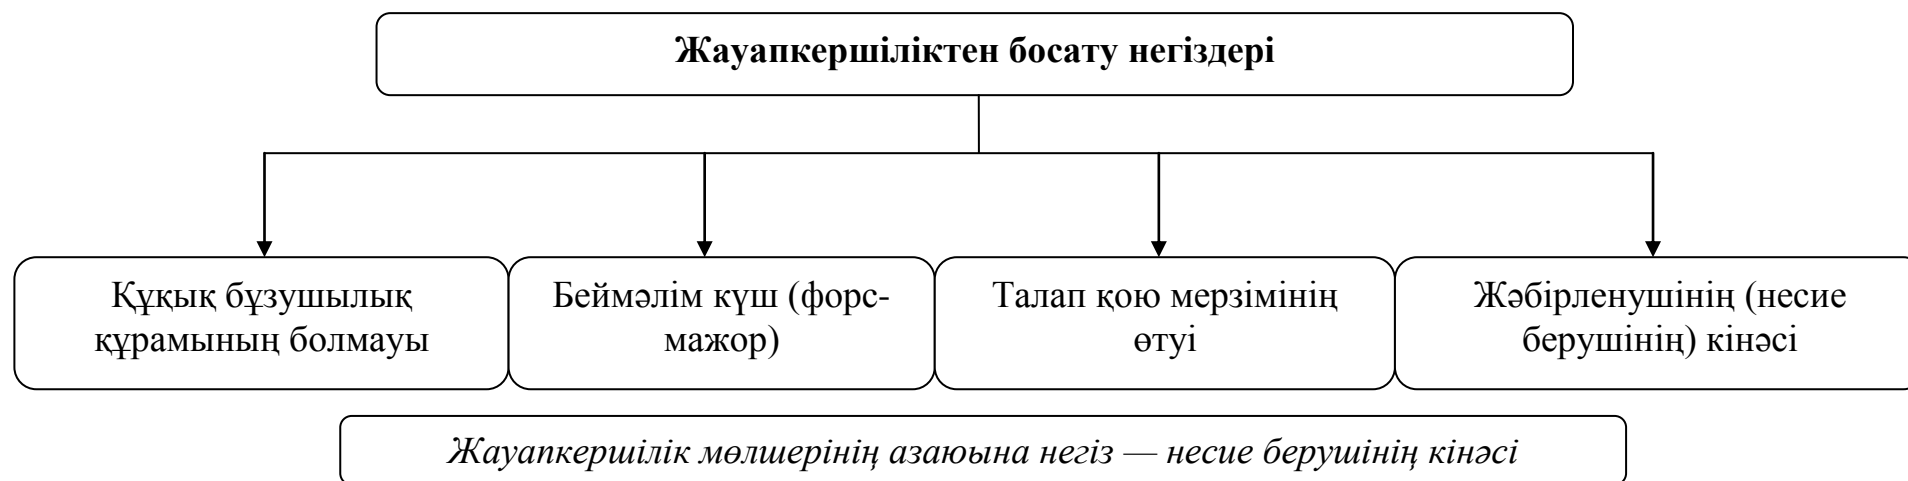 Жауапкершіліктен босату негіздері
Құқық бұзушылық
құрамының болмауы
Беймәлім күш (форс-
мажор)
Талап қою мерзімінің
өтуі
Жәбірленушінің (несие
берушінің) кінәсі
Жауапкершілік мөлшерінің азаюына негіз — несие берушінің кінәсі